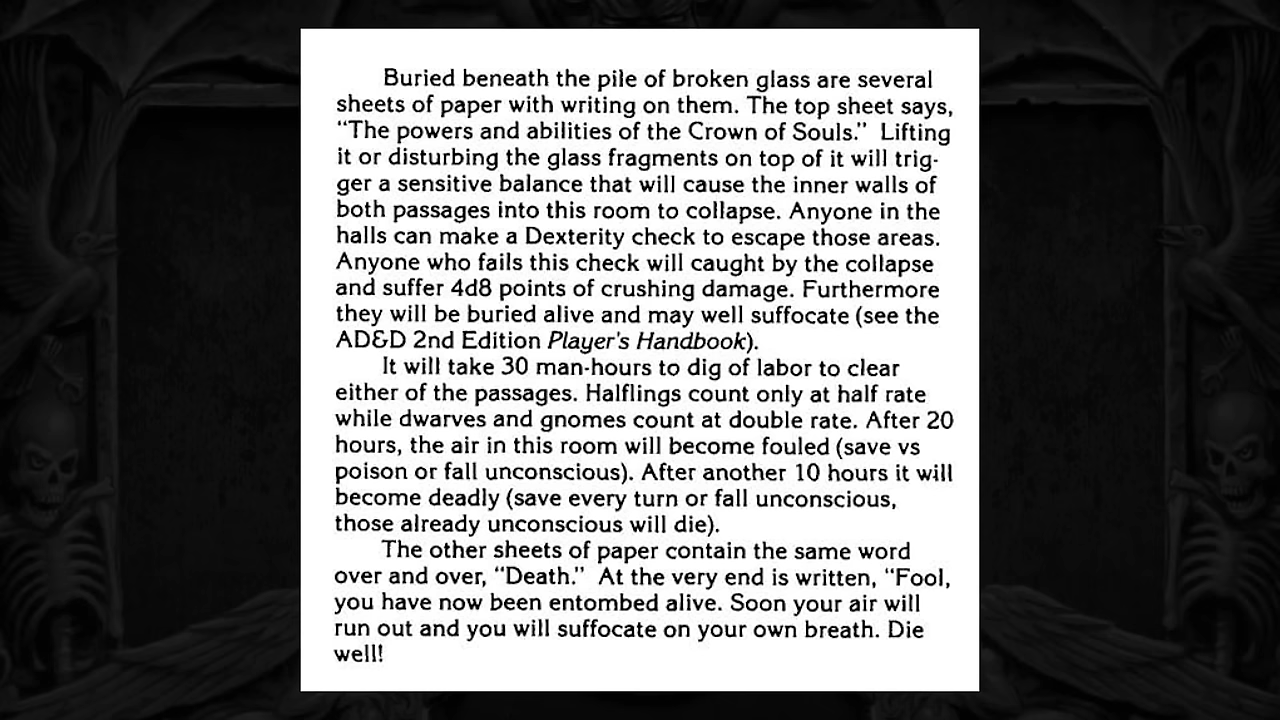 Buried beneath the pile of broken glass are several
sheets of paper with writing on them. The top sheet says,
“The powers and abilities of the Crown of Souls.” Lifting
it or disturbing the glass fragments on top of it will trig-
ger a sensitive balance that will cause the inner walls of
both passages into this room to collapse. Anyone in the
halls can make a Dexterity check to escape those areas.
Anyone who fails this check will caught by the collapse
and suffer 4d8 points of crushing damage. Furthermore
they will be buried alive and may well suffocate (see the
AD&D 2nd Edition Player's Handbook).
It will take 30 man-hours to dig of labor to clear
either of the passages. Halflings count only at half rate
while dwarves and gnomes count at double rate. After 20
hours, the air in this room will become fouled (save vs
poison or fall unconscious). After another 10 hours it will
become deadly (save every turn or fall unconscious,
those already unconscious will die).
The other sheets of paper contain the same word
over and over, “Death.” At the very end is written, “Fool,
you have now been entombed alive. Soon your air will
run out and you will suffocate on your own breath. Die
well!